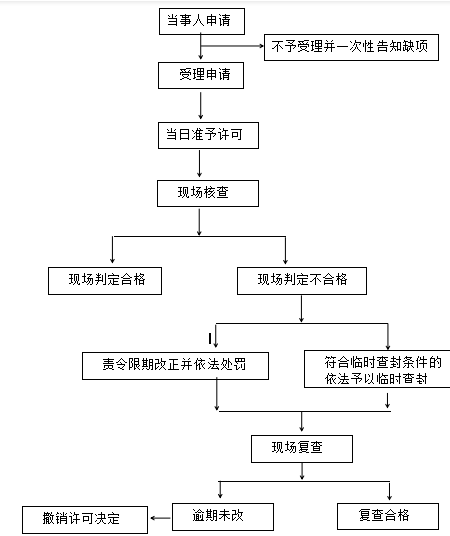 当事人申请
不予受理并一次性告知缺项
受理申请
当日准予许可
现场核查
现场判定合格
现场判定不合格
责令限期改正并依法处罚
符合临时查封条件的
依法予以临时查封
现场复查
撤销许可决定
逾期未改
复查合格